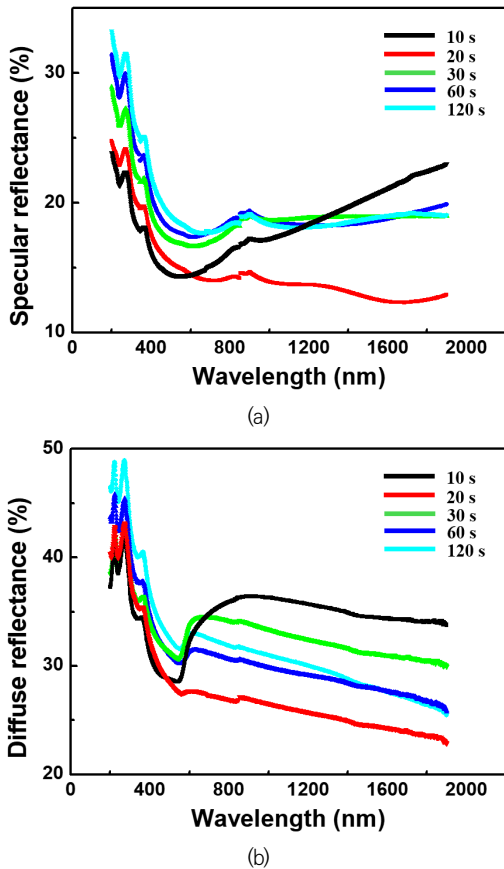 Specular reflectance (%)
30
20
10
10 s
20 s
30 s
60 s
120 s
0 400 800 1200 1600 2000
Wavelength (nm)
(a)
Diffuse reflectance (%)
50
40
30
20
10 s
20 s
30 s
60 s
120 s
0 400 800 1200 1600 2000
Wavelength (nm)
(b)